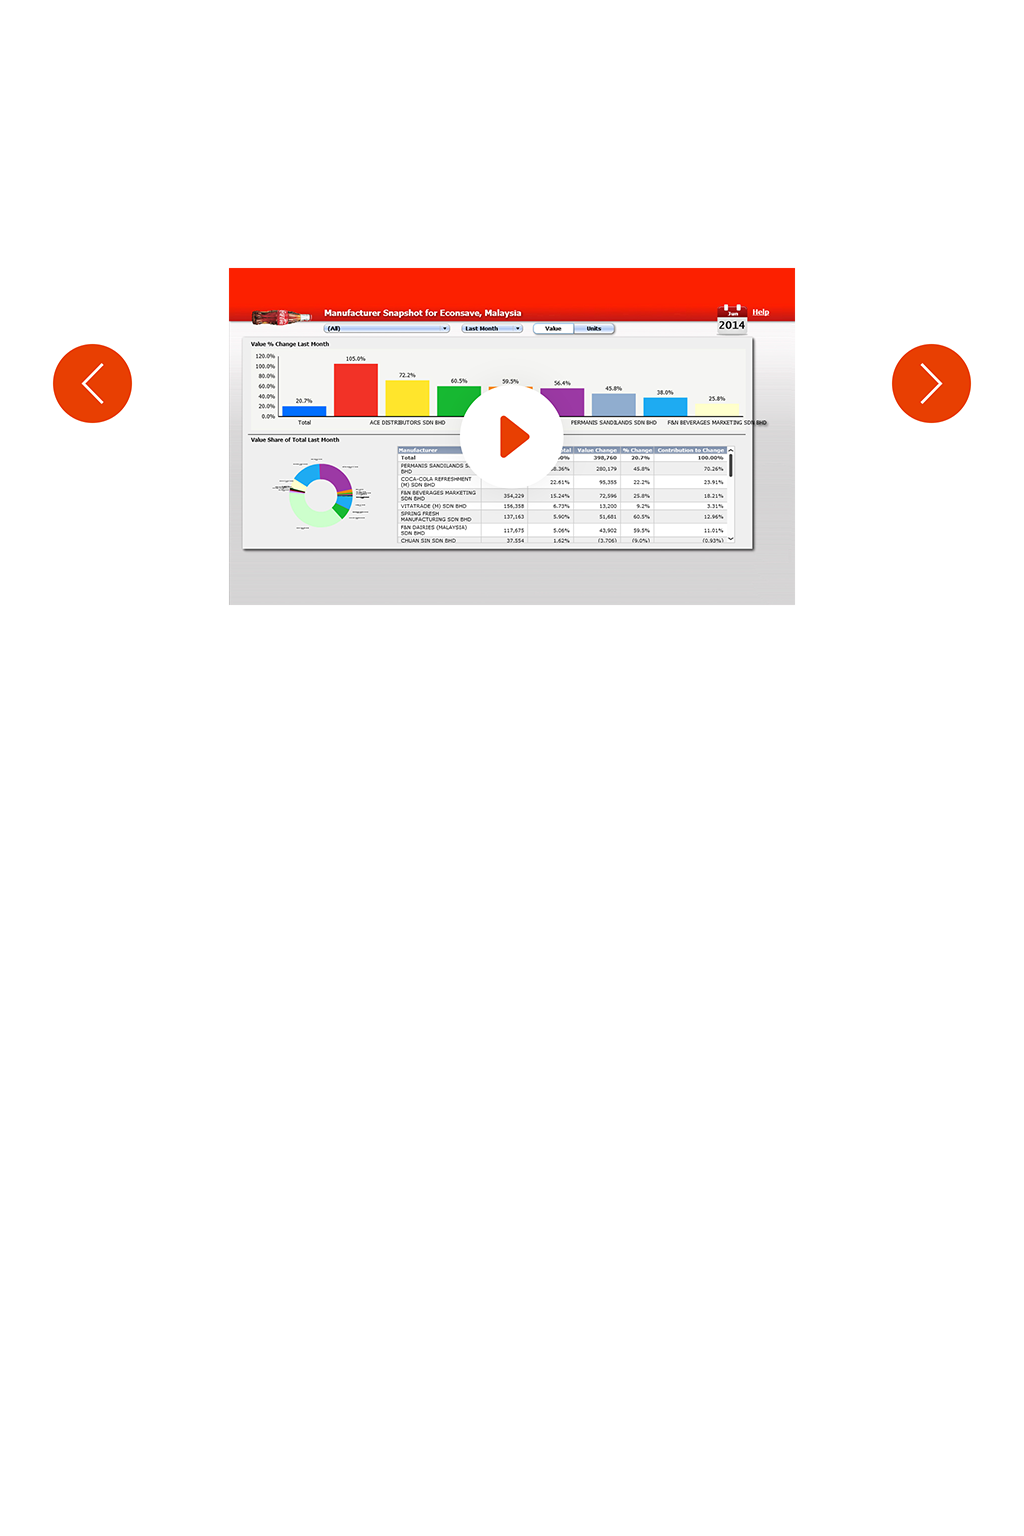 Manufacturer Snapshot for Econsave, Malaysia
Jun
2014
Help
(All)
Last Month
Value
Units
Value % Change Last Month
120.0%
100.0%
80.0%
60.0%
40.0%
20.0%
0.0%
20.7%
105.0%
72.2%
60.5%
59.5%
56.4%
45.8%
38.0%
25.8%
Total
ACE DISTRIBUTORS SDN BHD
PERMANIS SANDILANDS SDN BHD
F&N BEVERAGES MARKETING SDN BHD
Value Share of Total Last Month
Manufacturer Value Change % Change Contribution to Change
Total 398,760 20.7% 100.00%
PERMANIS SANDILANDS
BHD 280,179 45.8% 70.26%
COCA-COLA REFRESHMENT
(M) SDN BHD 22.61% 95,355 22.2% 23.91%
F&N BEVERAGES MARKETING
SDN BHD 354,229 15.24% 72,596 25.8% 18.21%
VITATRADE (M) SDN BHD 156,358 6.73% 13,200 9.2% 3.31%
SPRING FRESH
MANUFACTURING SDN BHD 137,163 5.90% 51,681 60.5% 12.96%
F&N DAIRIES (MALAYSIA)
SDN BHD 117,675 5.06% 43,902 59.5% 11.01%
CHUAN SIN SDN BHD 37,554 1.62% (3,706) (9.0%) (0.93%)